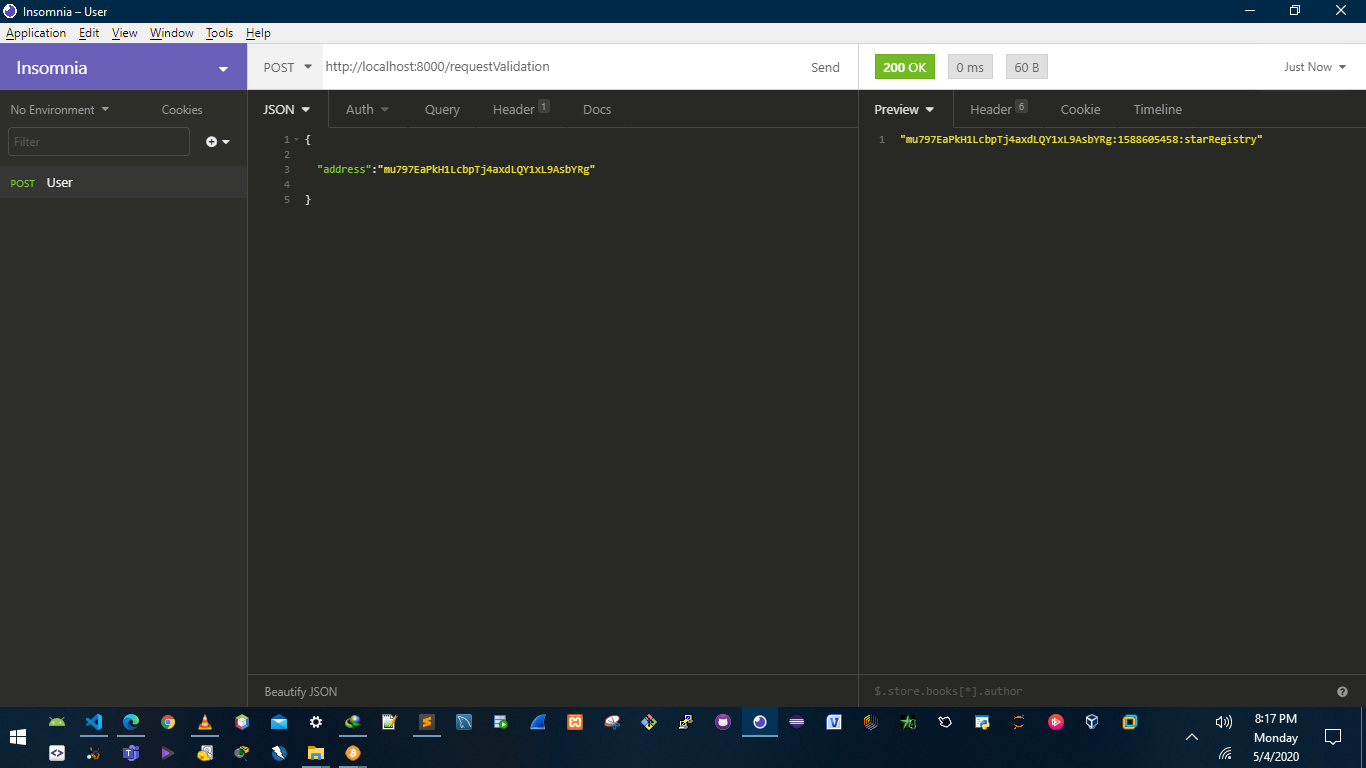 Insomnia – User
Application Edit View Window Tools Help
Insomnia
POST http://localhost:8000/requestValidation Send
200 OK 0 ms 60 B Just Now
No Environment Cookies
JSON Auth Query Header 1 Docs
Preview Header 6 Cookie Timeline
Filter
POST User
1 {
2
3 "address":"mu797EaPkH1LcbpTj4axdLQY1xL9AsbYRg"
4
5 }
1 "mu797EaPkH1LcbpTj4axdLQY1xL9AsbYRg:1588605458:starRegistry"
Beautify JSON
$.store.books[*].author
8:17 PM
Monday
5/4/2020